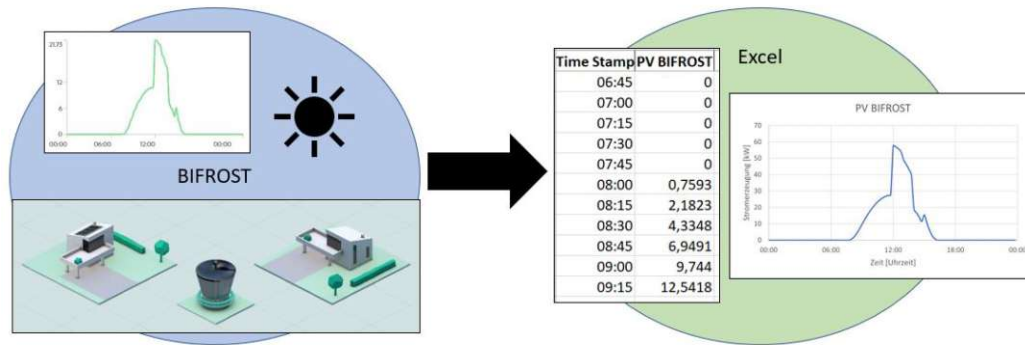 21.75
12
6
0
00:00 06:00 12:00 00:00
BIFROST
Excel
Time Stamp PV BIFROST
06:45 0
07:00 0
07:15 0
07:30 0
07:45 0
08:00 0,7593
08:15 2,1823
08:30 4,3348
08:45 6,9491
09:00 9,744
09:15 12,5418
PV BIFROST
Stromerzeugung [kW]
70
60
50
40
30
20
10
0
00:00 06:00 12:00 18:00 00:00
Zeit [Uhrzeit]